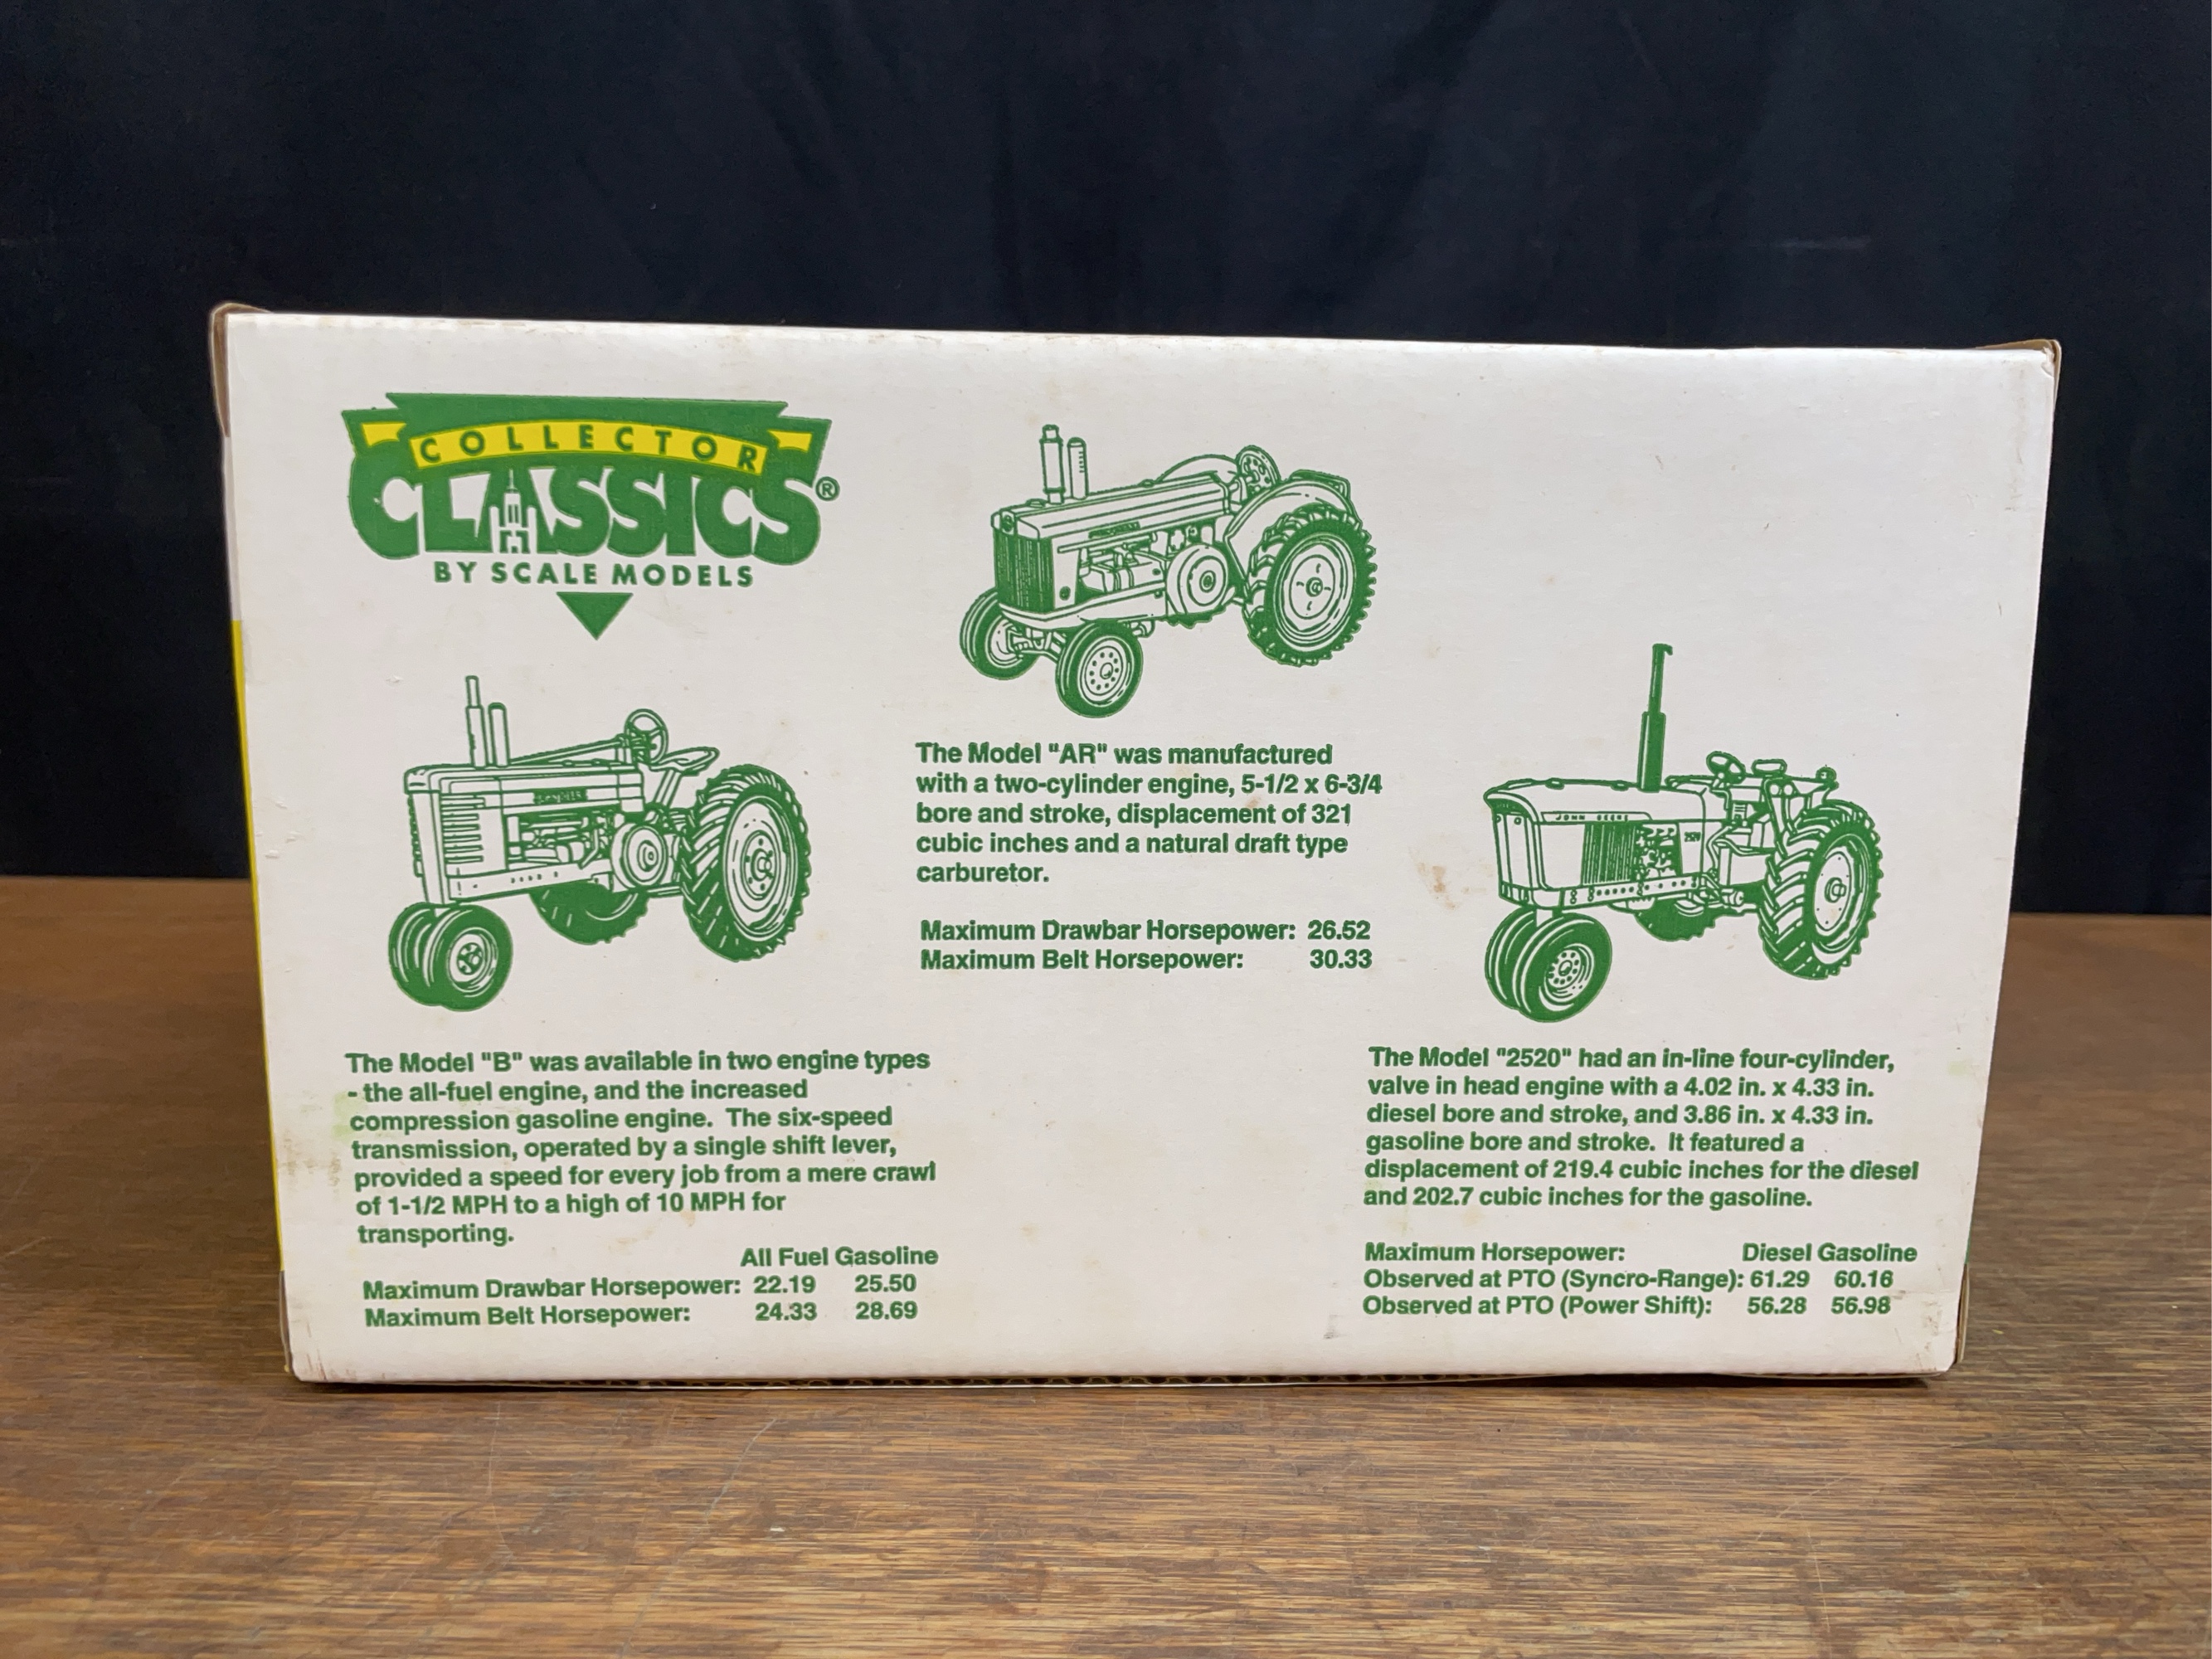 COLLECTOR
CLASSICS®
BY SCALE MODELS
The Model "B" was available in two engine types
- the all-fuel engine, and the increased
compression gasoline engine. The six-speed
transmission, operated by a single shift lever,
provided a speed for every job from a mere crawl
of 1-1/2 MPH to a high of 10 MPH for
transporting.
All Fuel Gasoline
Maximum Drawbar Horsepower: 22.19 25.50
Maximum Belt Horsepower: 24.33 28.69
The Model "AR" was manufactured
with a two-cylinder engine, 5-1/2 x 6-3/4
bore and stroke, displacement of 321
cubic inches and a natural draft type
carburetor.
Maximum Drawbar Horsepower: 26.52
Maximum Belt Horsepower: 30.33
JOHN DEERE
2520
The Model "2520" had an in-line four-cylinder,
valve in head engine with a 4.02 in. x 4.33 in.
diesel bore and stroke, and 3.86 in. x 4.33 in.
gasoline bore and stroke. It featured a
displacement of 219.4 cubic inches for the diesel
and 202.7 cubic inches for the gasoline.
Maximum Horsepower: Diesel Gasoline
Observed at PTO (Syncro-Range): 61.29 60.16
Observed at PTO (Power Shift): 56.28 56.98